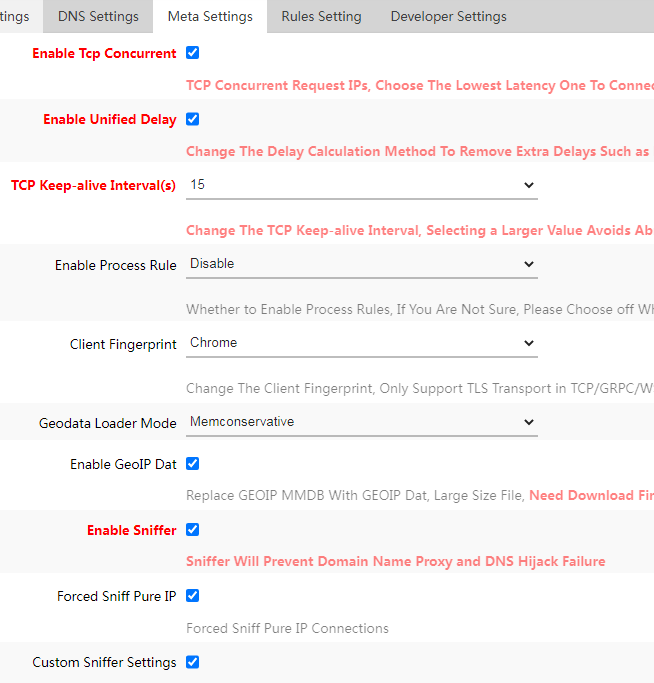 tings DNS Settings Meta Settings Rules Setting Developer Settings
Enable Tcp Concurrent
TCP Concurrent Request IPs, Choose The Lowest Latency One To
Enable Unified Delay
Change The Delay Calculation Method To Remove Extra Delays Such as
TCP Keep-alive Interval(s) 15
Change The TCP Keep-alive Interval, Selecting a Larger Value Avoids
Enable Process Rule Disable
Whether to Enable Process Rules, If You Are Not Sure, Please Choose off
Client Fingerprint Chrome
Change The Client Fingerprint, Only Support TLS Transport in TCP/GRPC/
Geodata Loader Mode Memconservative
Enable GeoIP Dat
Replace GEOIP MMDB With GEOIP Dat, Large Size File, Need Download
Enable Sniffer
Sniffer Will Prevent Domain Name Proxy and DNS Hijack Failure
Forced Sniff Pure IP
Forced Sniff Pure IP Connections
Custom Sniffer Settings